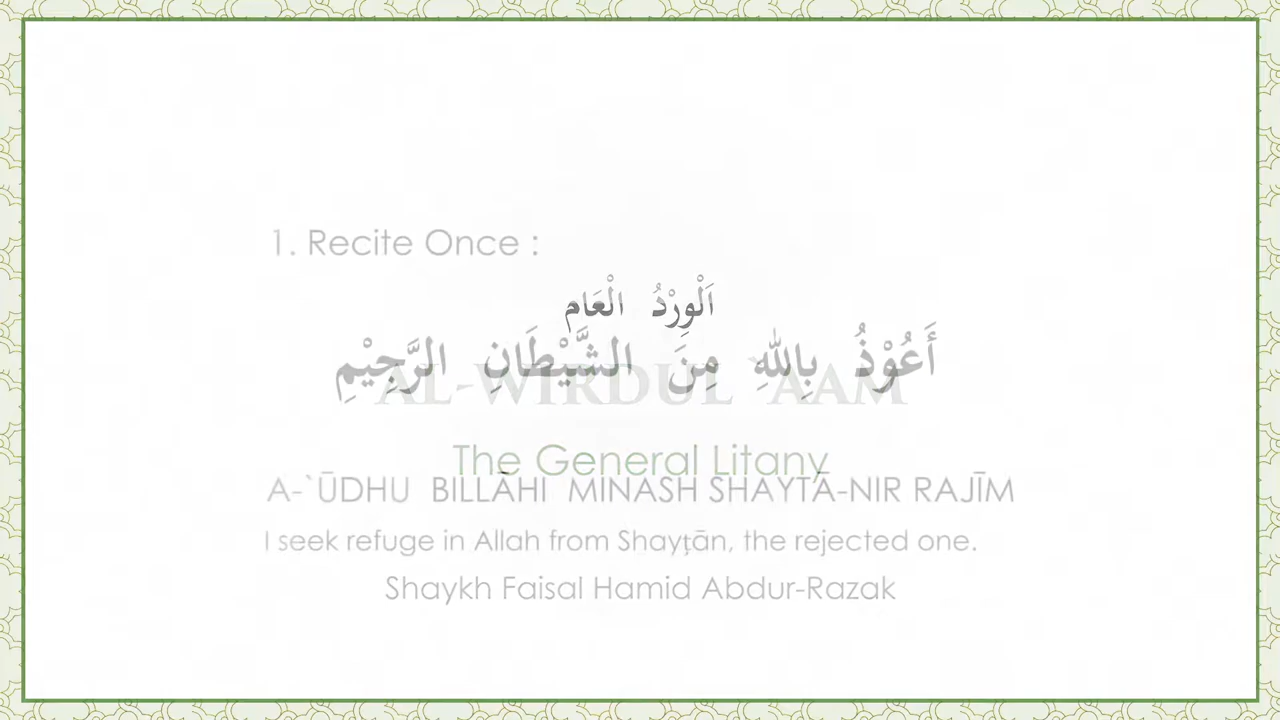 1. Recite Once :
اَلْوِرْدُ الْعَام
أَعُوْذُ بِاللهِ مِنَ الشَّيْطَانِ الرَّجِيْمِ
AL-WIRDUL `AAM
The General Litany
A-`ŪDHU BILLĀHI MINASH SHAYTĀ-NIR RAJĪM
I seek refuge in Allah from Shayṭān, the rejected one.
Shaykh Faisal Hamid Abdur-Razak